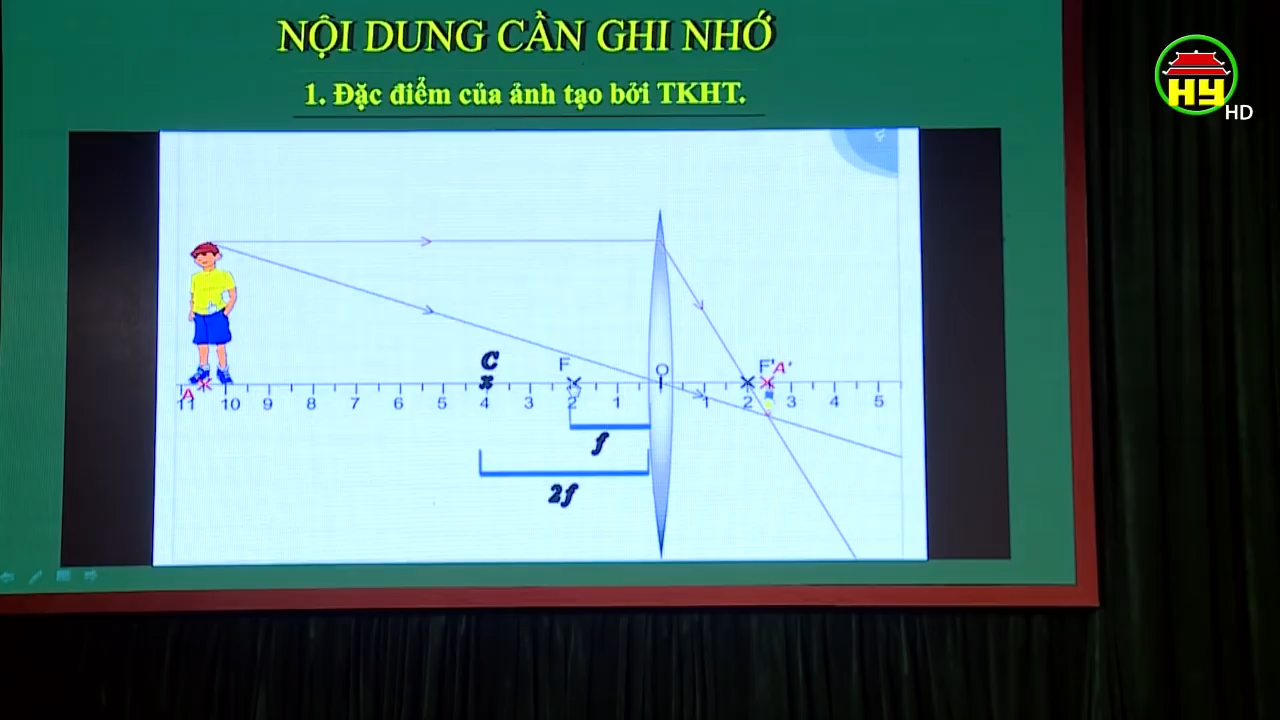 NỘI DUNG CẦN GHI NHỚ
HY
HD
1. Đặc điểm của ảnh tạo bởi TKHT.
C
F
O
F'
A'
x
A
11 10 9 8 7 6 5 4 3 2 1 1 2 3 4 5
f
2f